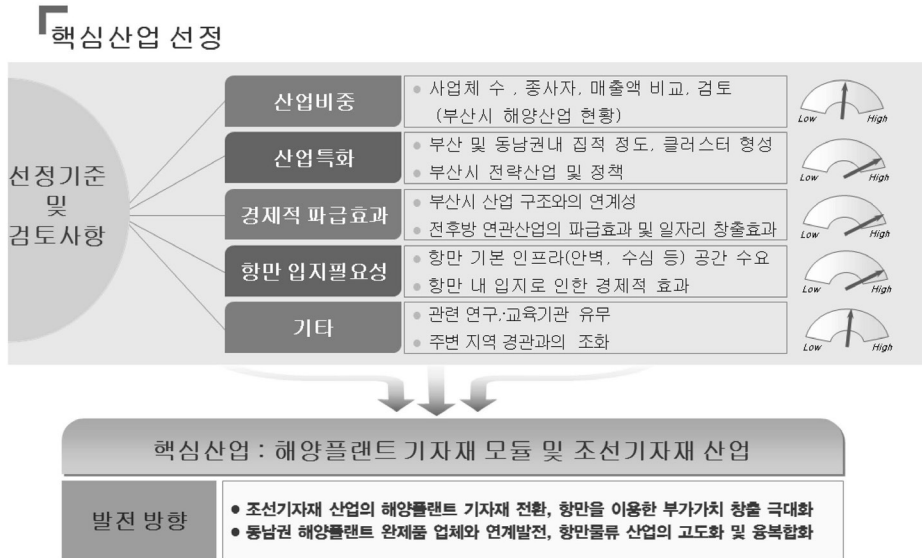 핵심산업 선정
선정기준
및
검토사항
산업비중
• 사업체 수 , 종사자, 매출액 비교, 검토
(부산시 해양산업 현황)
Low High
산업특화
• 부산 및 동남권내 집적 정도, 클러스터 형성
• 부산시 전략산업 및 정책
Low High
경제적 파급효과
• 부산시 산업 구조와의 연계성
• 전후방 연관산업의 파급효과 및 일자리 창출효과
Low High
항만 입지필요성
• 항만 기본 인프라(안벽, 수심 등) 공간 수요
• 항만 내 입지로 인한 경제적 효과
Low High
기타
• 관련 연구,·교육기관 유무
• 주변 지역 경관과의 조화
Low High
핵심산업 : 해양플랜트 기자재 모듈 및 조선기자재 산업
발전 방향
• 조선기자재 산업의 해양플랜트 기자재 전환, 항만을 이용한 부가가치 창출 극대화
• 동남권 해양플랜트 완제품 업체와 연계발전, 항만물류 산업의 고도화 및 융복합화